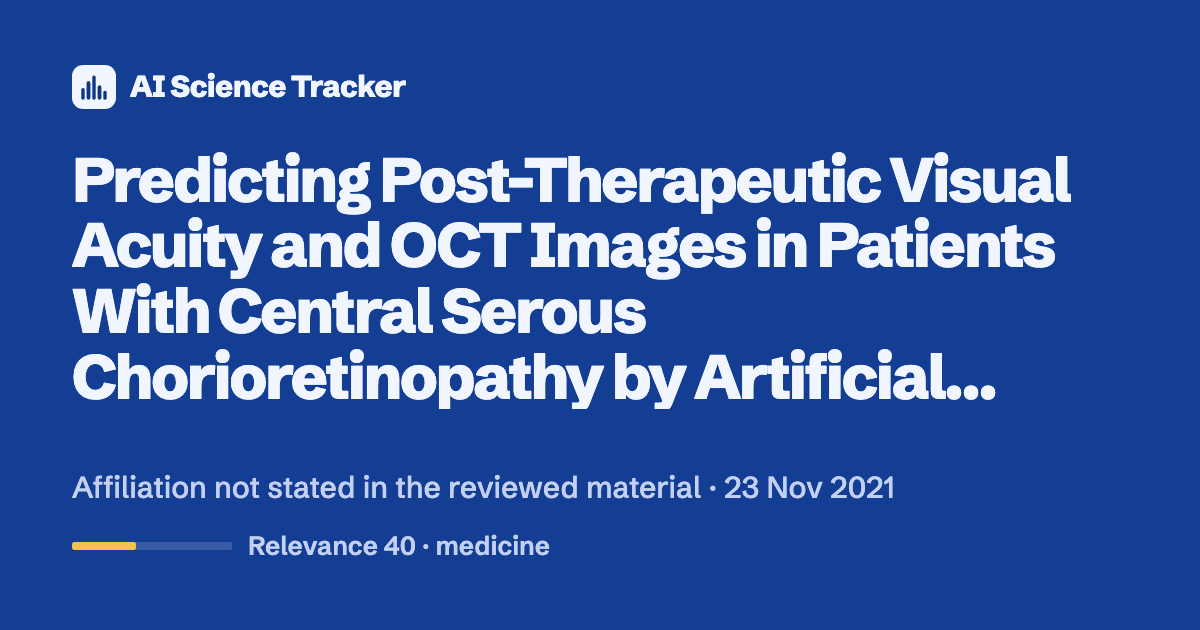 AI Science Tracker
Predicting Post-Therapeutic Visual
Acuity and OCT Images in Patients
With Central Serous
Chorioretinopathy by Artificial...
Affiliation not stated in the reviewed material · 23 Nov 2021
Relevance 40 · medicine